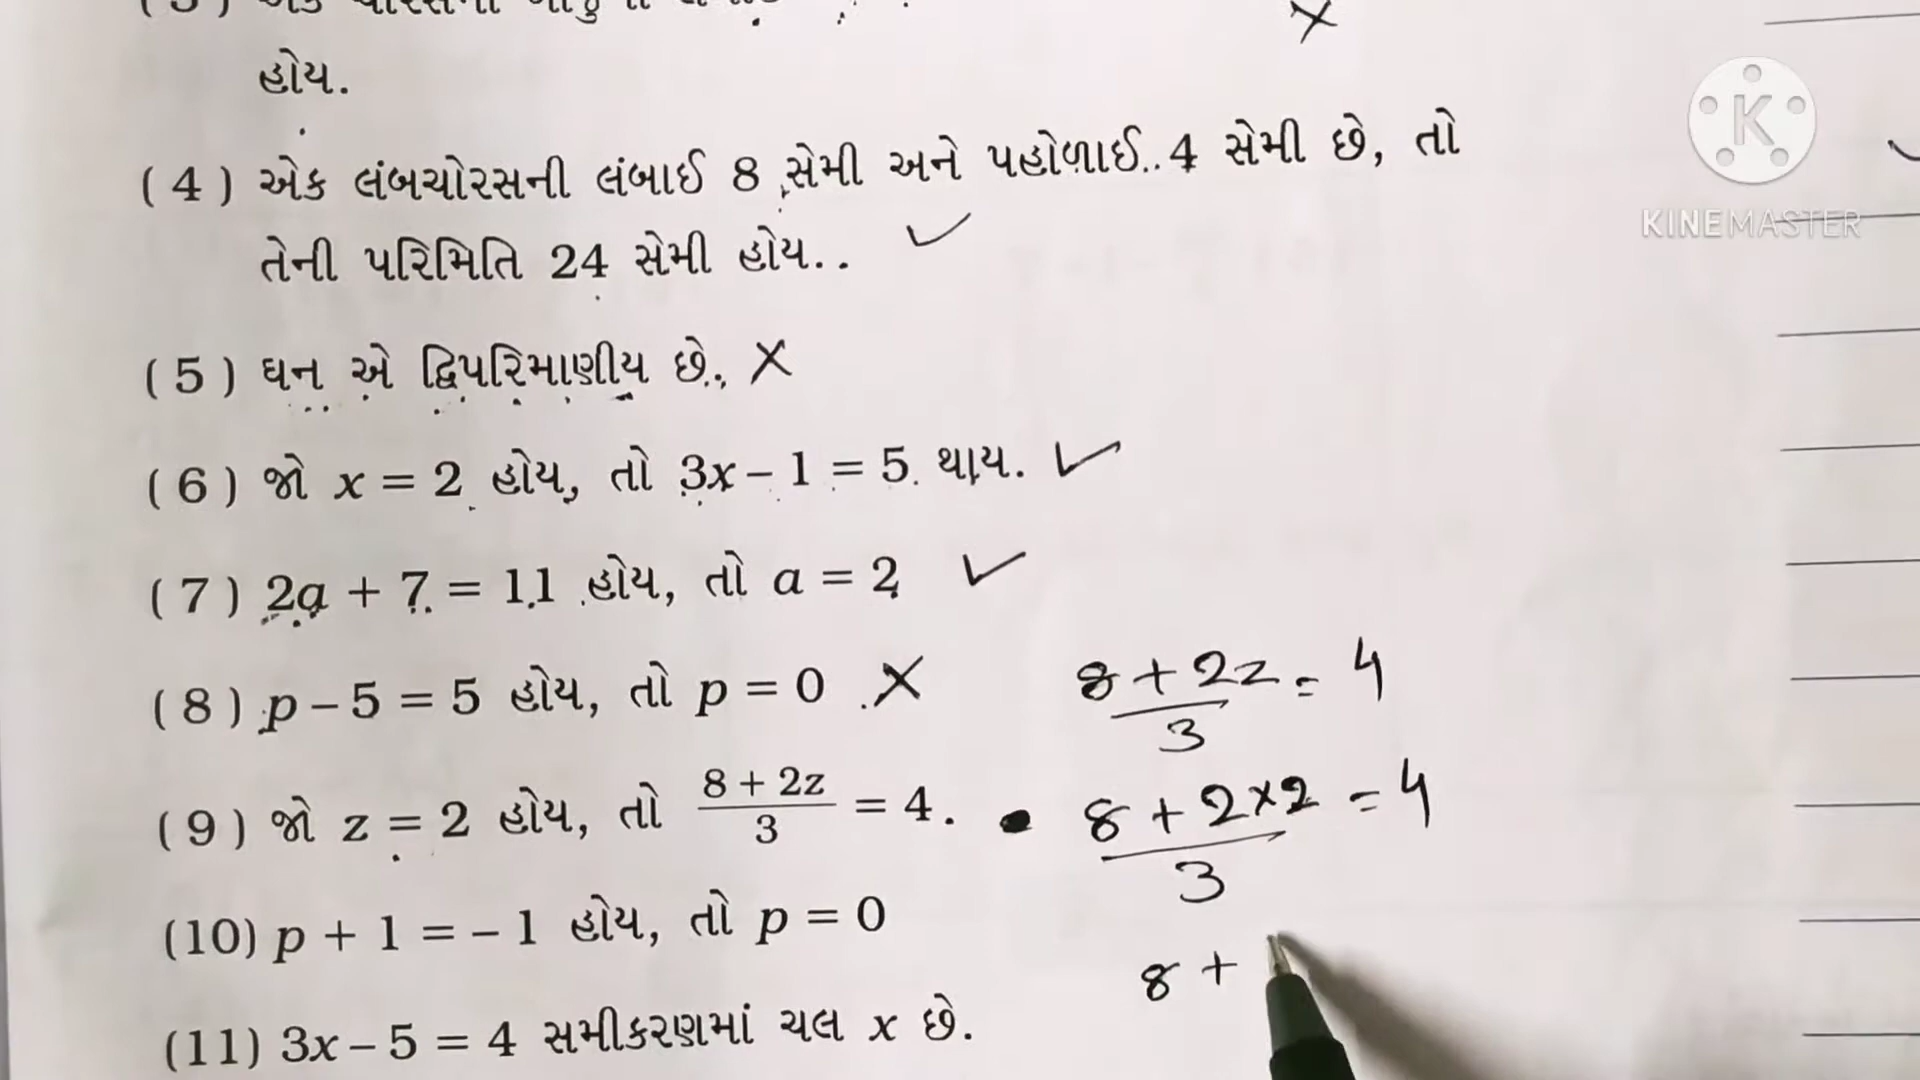 હોય.
X
KINEMASTER
( 4 ) એક લંબચોરસની લંબાઈ 8 સેમી અને પહોળાઈ 4 સેમી છે, તો
તેની પરિમિતિ 24 સેમી હોય. ✓
( 5 ) ઘન એ દ્વિપરિમાણીય છે. X
( 6 ) જો x = 2 હોય, તો 3x – 1 = 5 થાય. ✓
( 7 ) 2a + 7 = 11 હોય, તો a = 2 ✓
( 8 ) p – 5 = 5 હોય, તો p = 0 X
( 9 ) જો z = 2 હોય, તો (8 + 2z)/3 = 4.
(10) p + 1 = – 1 હોય, તો p = 0
(11) 3x – 5 = 4 સમીકરણમાં ચલ x છે.
(8 + 2z)/3 = 4
(8 + 2×2)/3 = 4
8 +